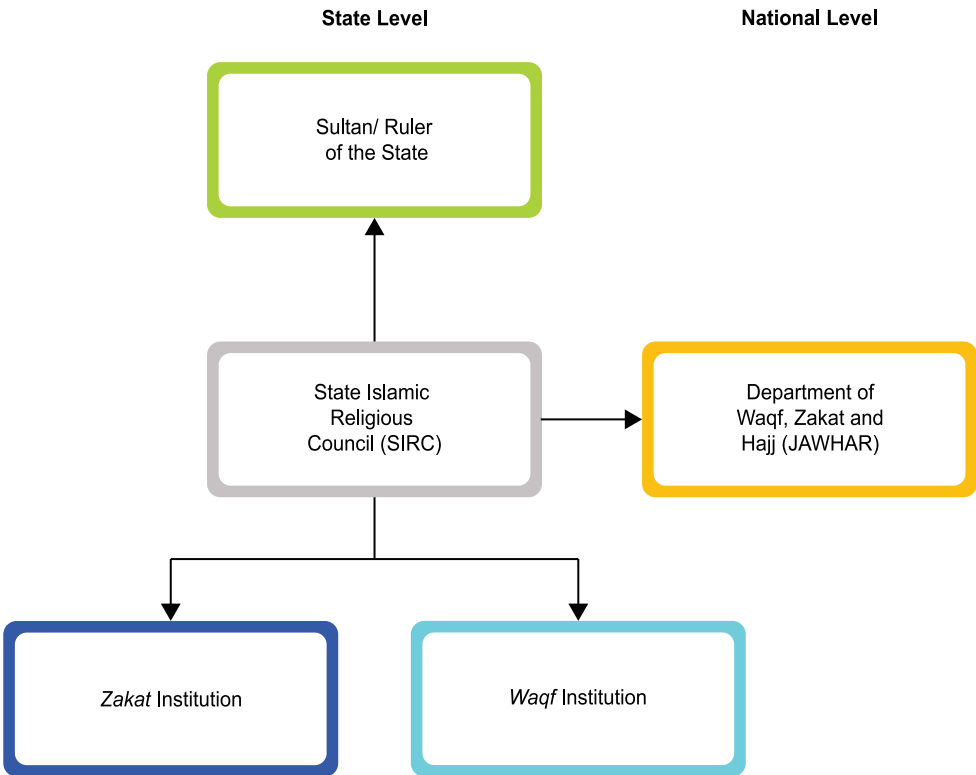 State Level
National Level
Sultan/ Ruler
of the State
State Islamic
Religious
Council (SIRC)
Department of
Waqf, Zakat and
Hajj (JAWHAR)
Zakat Institution
Waqf Institution